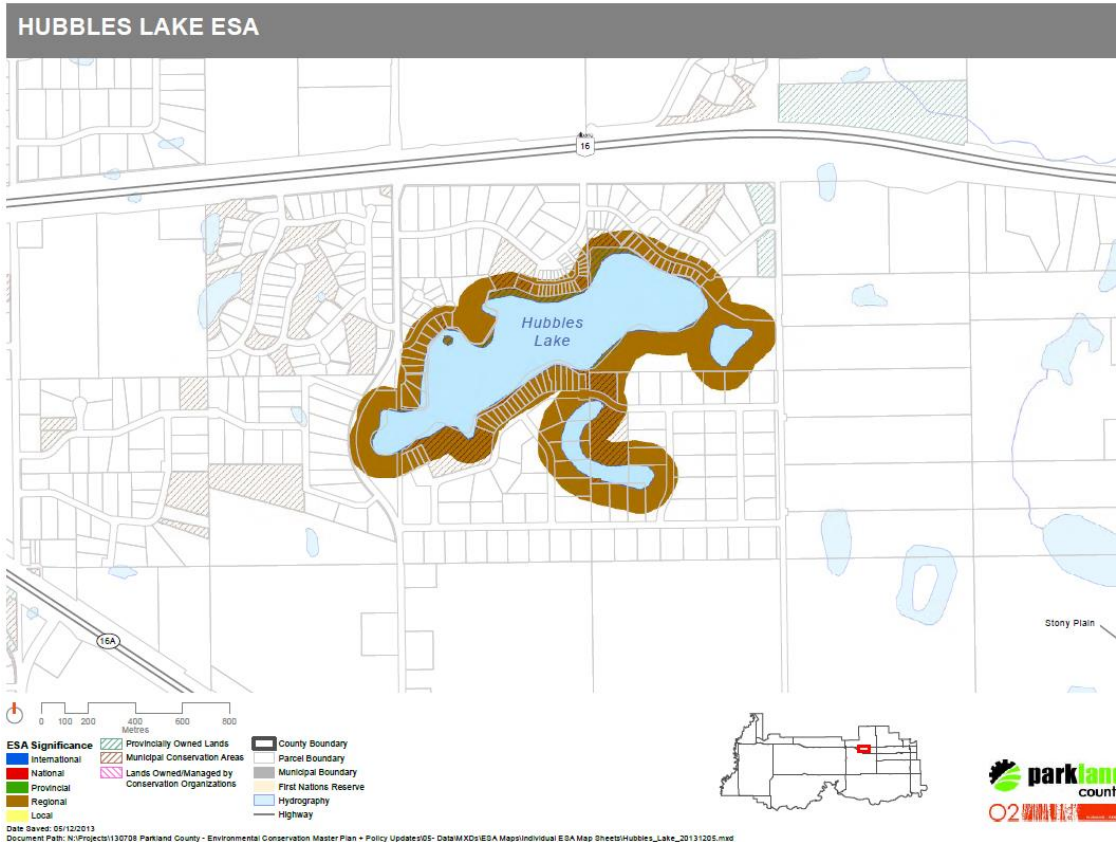 HUBBLES LAKE ESA
16
Hubbles
Lake
Stony Plain
16A
0 100 200 400 600 800
Metres
ESA Significance
International
National
Provincial
Regional
Local
Provincially Owned Lands
Municipal Conservation Areas
Lands Owned/Managed by
Conservation Organizations
County Boundary
Parcel Boundary
Municipal Boundary
First Nations Reserve
Hydrography
Highway
parkland
count
O2
Date Saved: 05/12/2013
Document Path: N:\Projects\130708 Parkland County - Environmental Conservation Master Plan + Policy Updates\05- Data\MXDs\ESA Maps\Individual ESA Map Sheets\Hubbles_Lake_20131205.mxd